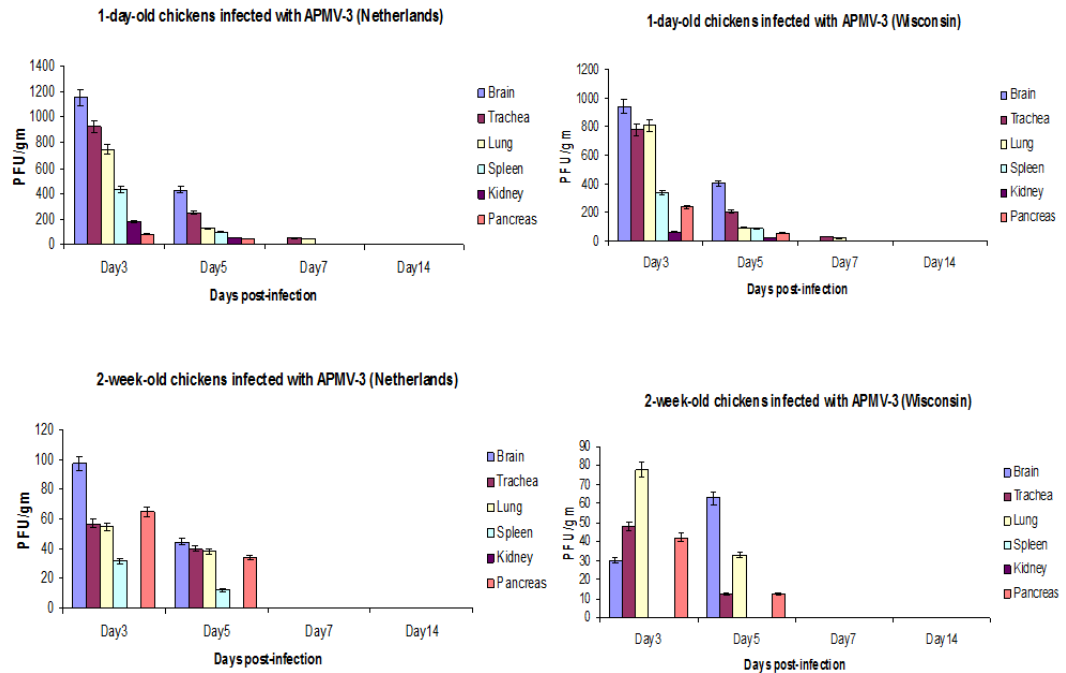 1-day-old chickens infected with APMV-3 (Netherlands)
PFU/gm
1400
1200
1000
800
600
400
200
0
Day3 Day5 Day7 Day14
Days post-infection
Brain
Trachea
Lung
Spleen
Kidney
Pancreas
1-day-old chickens infected with APMV-3 (Wisconsin)
PFU/gm
1200
1000
800
600
400
200
0
Day3 Day5 Day7 Day14
Days post-infection
Brain
Trachea
Lung
Spleen
Kidney
Pancreas
2-week-old chickens infected with APMV-3 (Netherlands)
PFU/gm
120
100
80
60
40
20
0
Day3 Day5 Day7 Day14
Days post-infection
Brain
Trachea
Lung
Spleen
Kidney
Pancreas
2-week-old chickens infected with APMV-3 (Wisconsin)
PFU/gm
90
80
70
60
50
40
30
20
10
0
Day3 Day5 Day7 Day14
Days post-infection
Brain
Trachea
Lung
Spleen
Kidney
Pancreas